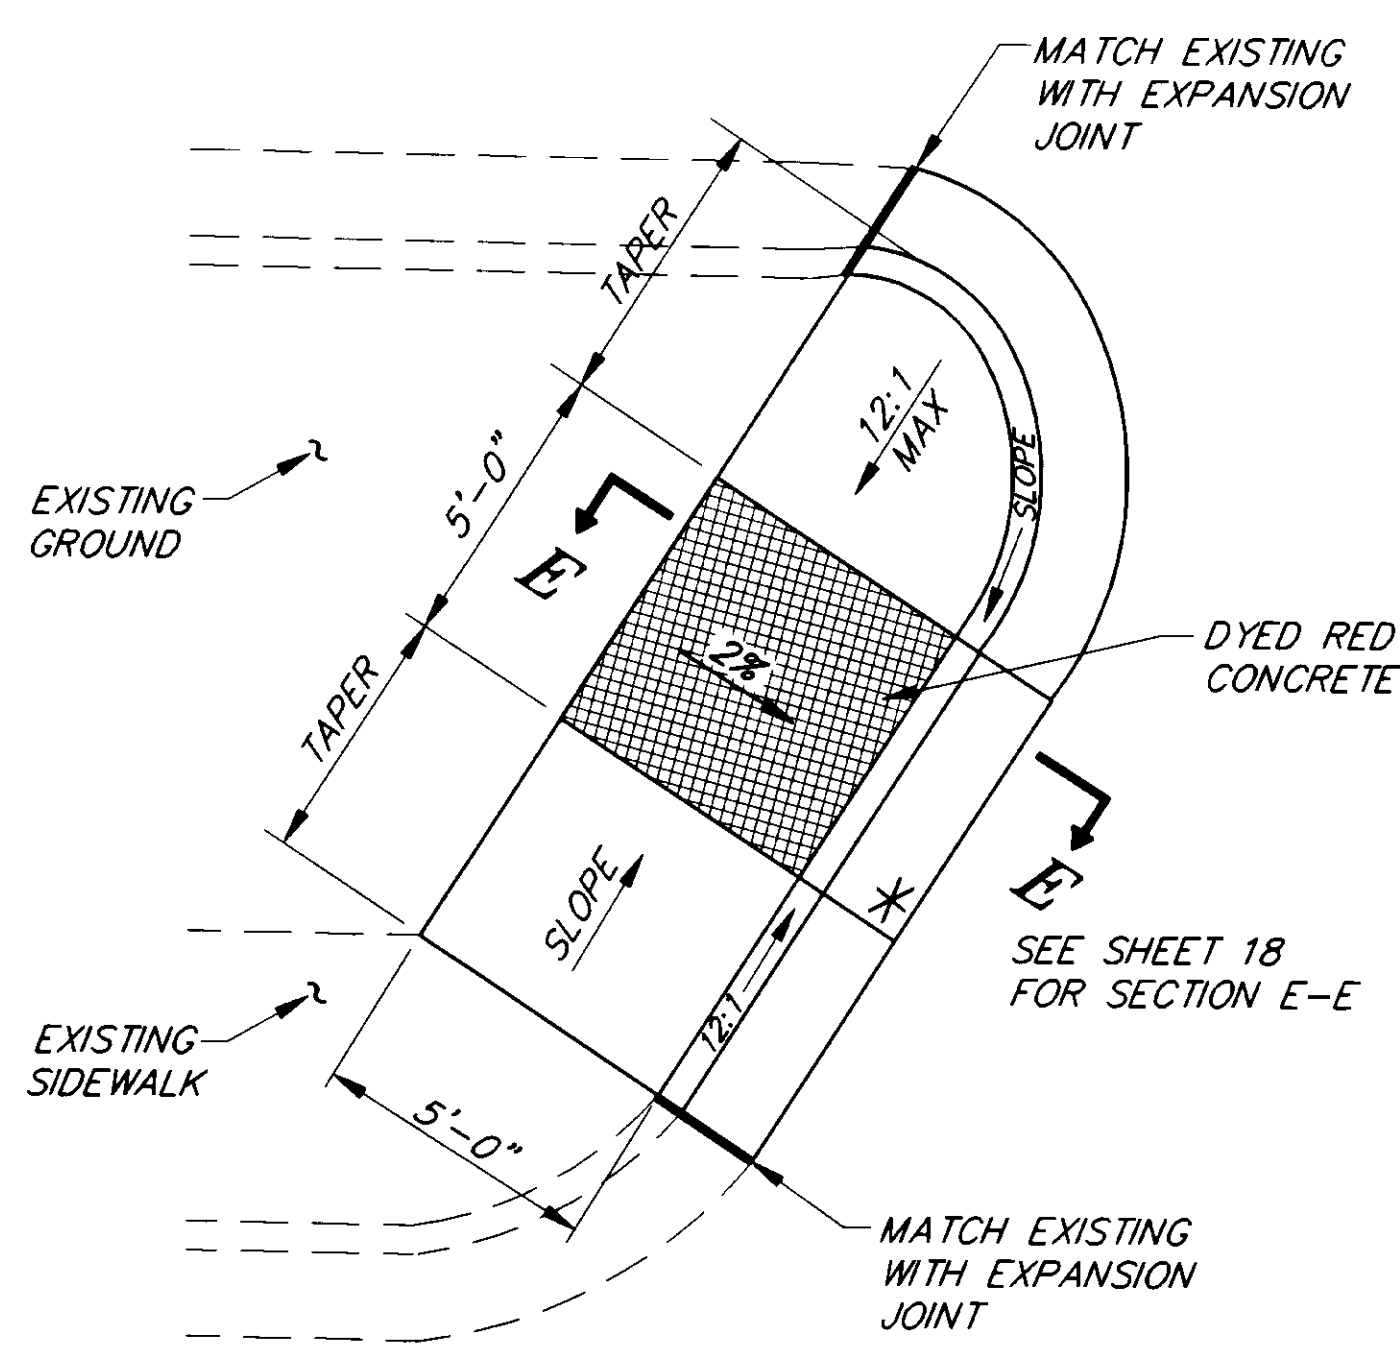 MATCH EXISTING
WITH EXPANSION
JOINT
TAPER
12:1
MAX
SLOPE
5'-0"
EXISTING
GROUND
E
DYED RED
CONCRETE
2%
TAPER
E
SLOPE
*
SEE SHEET 18
FOR SECTION E-E
12:1
EXISTING
SIDEWALK
5'-0"
MATCH EXISTING
WITH EXPANSION
JOINT